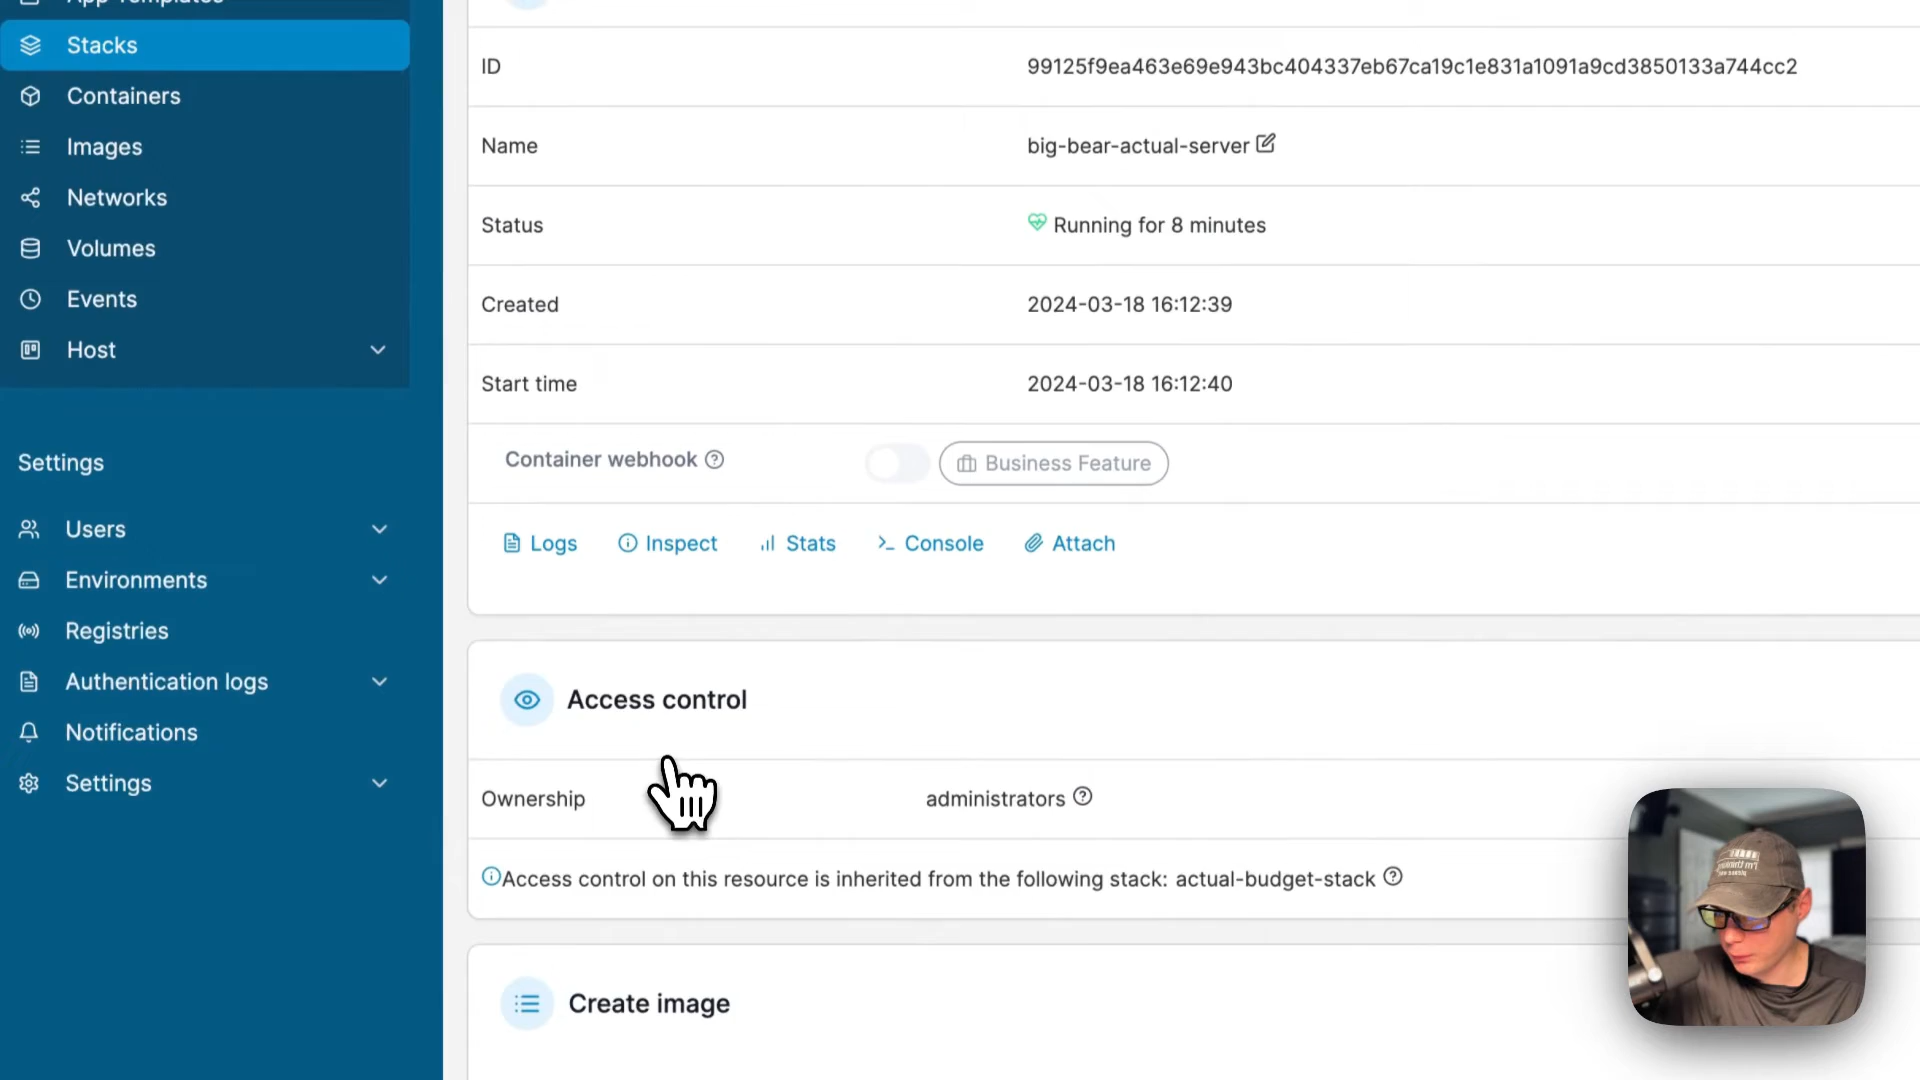 App Templates
Stacks
Containers
Images
Networks
Volumes
Events
Host
Settings
Users
Environments
Registries
Authentication logs
Notifications
Settings
ID 99125f9ea463e69e943bc404337eb67ca19c1e831a1091a9cd3850133a744cc2
Name big-bear-actual-server
Status Running for 8 minutes
Created 2024-03-18 16:12:39
Start time 2024-03-18 16:12:40
Container webhook Business Feature
Logs Inspect Stats Console Attach
Access control
Ownership administrators
Access control on this resource is inherited from the following stack: actual-budget-stack
Create image